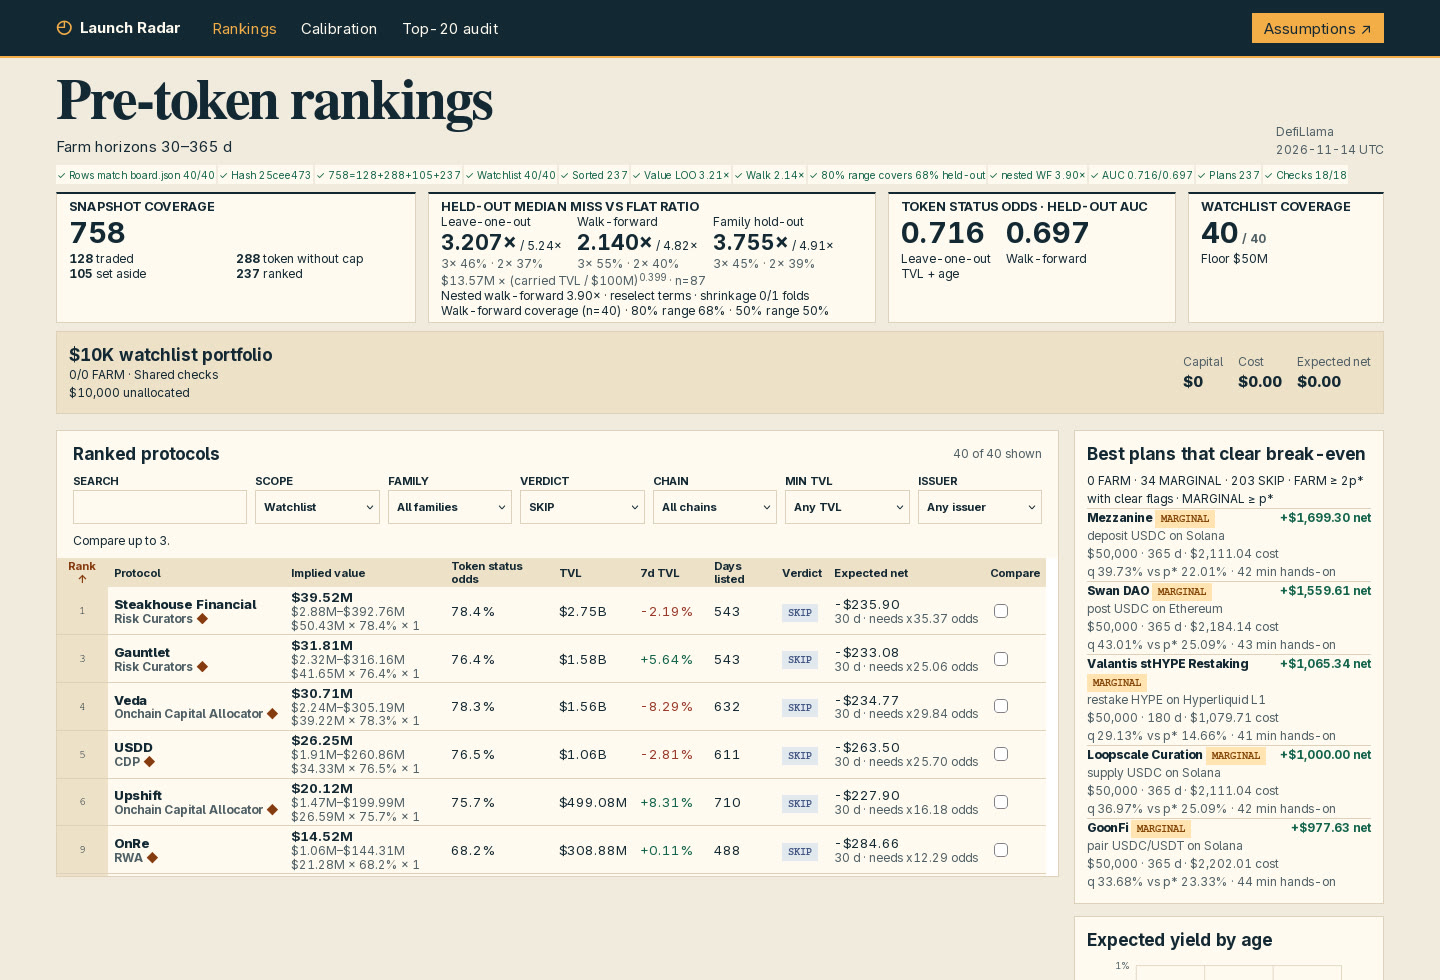 Launch Radar
Rankings
Calibration
Top-20 audit
Assumptions ↗
Pre-token rankings
Farm horizons 30–365 d
DefiLlama
2026-11-14 UTC
✓ Rows match board.json 40/40 ✓ Hash 25cee473 ✓ 758=128+288+105+237 ✓ Watchlist 40/40 ✓ Sorted 237 ✓ Value LOO 3.21× ✓ Walk 2.14× ✓ 80% range covers 68% held-out ✓ nested WF 3.90× ✓ AUC 0.716/0.697 ✓ Plans 237 ✓ Checks 18/18
SNAPSHOT COVERAGE
758
128 traded
288 token without cap
105 set aside
237 ranked
HELD-OUT MEDIAN MISS VS FLAT RATIO
Leave-one-out
Walk-forward
Family hold-out
3.207× / 5.24×
2.140× / 4.82×
3.755× / 4.91×
3× 46% · 2× 37%
3× 55% · 2× 40%
3× 45% · 2× 39%
$13.57M × (carried TVL / $100M)^0.399 · n=87
Nested walk-forward 3.90× · reselect terms · shrinkage 0/1 folds
Walk-forward coverage (n=40) · 80% range 68% · 50% range 50%
TOKEN STATUS ODDS · HELD-OUT AUC
0.716
0.697
Leave-one-out
Walk-forward
TVL + age
WATCHLIST COVERAGE
40 / 40
Floor $50M
$10K watchlist portfolio
0/0 FARM · Shared checks
$10,000 unallocated
Capital
Cost
Expected net
$0
$0.00
$0.00
Ranked protocols
40 of 40 shown
SEARCH
SCOPE
FAMILY
VERDICT
CHAIN
MIN TVL
ISSUER
Watchlist
All families
SKIP
All chains
Any TVL
Any issuer
Compare up to 3.
Rank ↑
Protocol
Implied value
Token status odds
TVL
7d TVL
Days listed
Verdict
Expected net
Compare
1
Steakhouse Financial
Risk Curators ◆
$39.52M
$2.88M–$392.76M
$50.43M × 78.4% × 1
78.4%
$2.75B
-2.19%
543
SKIP
-$235.90
30 d · needs x35.37 odds
3
Gauntlet
Risk Curators ◆
$31.81M
$2.32M–$316.16M
$41.65M × 76.4% × 1
76.4%
$1.58B
+5.64%
543
SKIP
-$233.08
30 d · needs x25.06 odds
4
Veda
Onchain Capital Allocator ◆
$30.71M
$2.24M–$305.19M
$39.22M × 78.3% × 1
78.3%
$1.56B
-8.29%
632
SKIP
-$234.77
30 d · needs x29.84 odds
5
USDD
CDP ◆
$26.25M
$1.91M–$260.86M
$34.33M × 76.5% × 1
76.5%
$1.06B
-2.81%
611
SKIP
-$263.50
30 d · needs x25.70 odds
6
Upshift
Onchain Capital Allocator ◆
$20.12M
$1.47M–$199.99M
$26.59M × 75.7% × 1
75.7%
$499.08M
+8.31%
710
SKIP
-$227.90
30 d · needs x16.18 odds
9
OnRe
RWA ◆
$14.52M
$1.06M–$144.31M
$21.28M × 68.2% × 1
68.2%
$308.88M
+0.11%
488
SKIP
-$284.66
30 d · needs x12.29 odds
Best plans that clear break-even
0 FARM · 34 MARGINAL · 203 SKIP · FARM ≥ 2p*
with clear flags · MARGINAL ≥ p*
Mezzanine MARGINAL +$1,699.30 net
deposit USDC on Solana
$50,000 · 365 d · $2,111.04 cost
q 39.73% vs p* 22.01% · 42 min hands-on
Swan DAO MARGINAL +$1,559.61 net
post USDC on Ethereum
$50,000 · 365 d · $2,184.14 cost
q 43.01% vs p* 25.09% · 43 min hands-on
Valantis stHYPE Restaking +$1,065.34 net
MARGINAL
restake HYPE on Hyperliquid L1
$50,000 · 180 d · $1,079.71 cost
q 29.13% vs p* 14.66% · 41 min hands-on
Loopscale Curation MARGINAL +$1,000.00 net
supply USDC on Solana
$50,000 · 365 d · $2,111.04 cost
q 36.97% vs p* 25.09% · 42 min hands-on
GoonFi MARGINAL +$977.63 net
pair USDC/USDT on Solana
$50,000 · 365 d · $2,202.01 cost
q 33.68% vs p* 23.33% · 44 min hands-on
Expected yield by age
1%